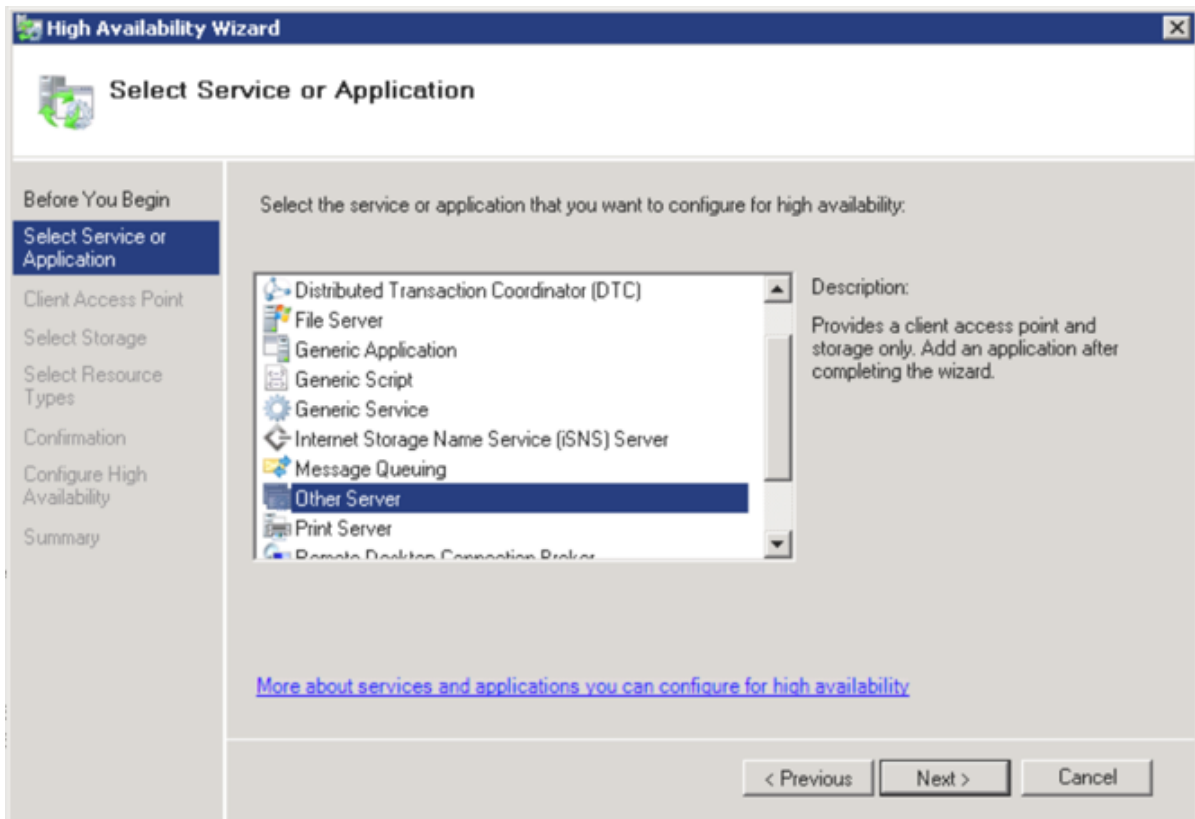 High Availability Wizard
Select Service or Application
Before You Begin
Select Service or
Application
Client Access Point
Select Storage
Select Resource
Types
Confirmation
Configure High
Availability
Summary
Select the service or application that you want to configure for high availability:
Distributed Transaction Coordinator (DTC)
File Server
Generic Application
Generic Script
Generic Service
Internet Storage Name Service (iSNS) Server
Message Queuing
Other Server
Print Server
Remote Desktop Connection Broker
Description:
Provides a client access point and
storage only. Add an application after
completing the wizard.
More about services and applications you can configure for high availability
< Previous
Next >
Cancel